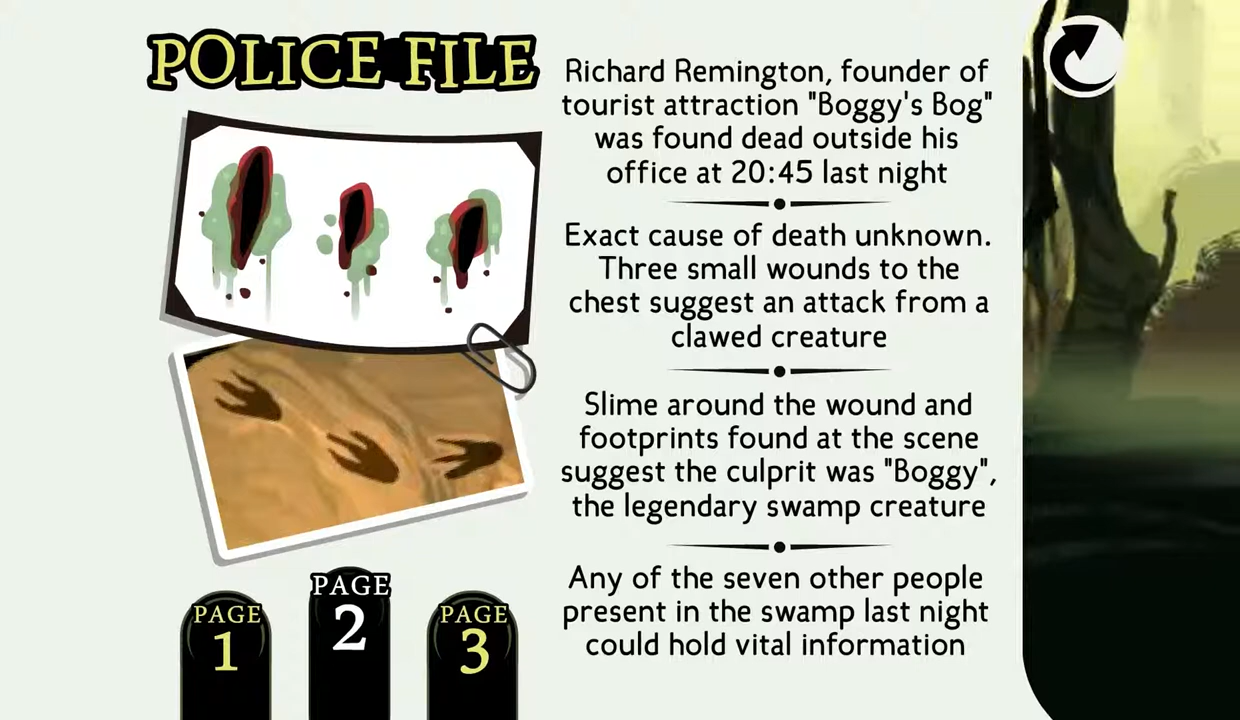 POLICE FILE
Richard Remington, founder of
tourist attraction "Boggy's Bog"
was found dead outside his
office at 20:45 last night
Exact cause of death unknown.
Three small wounds to the
chest suggest an attack from a
clawed creature
Slime around the wound and
footprints found at the scene
suggest the culprit was "Boggy",
the legendary swamp creature
Any of the seven other people
present in the swamp last night
could hold vital information
PAGE
1
PAGE
2
PAGE
3